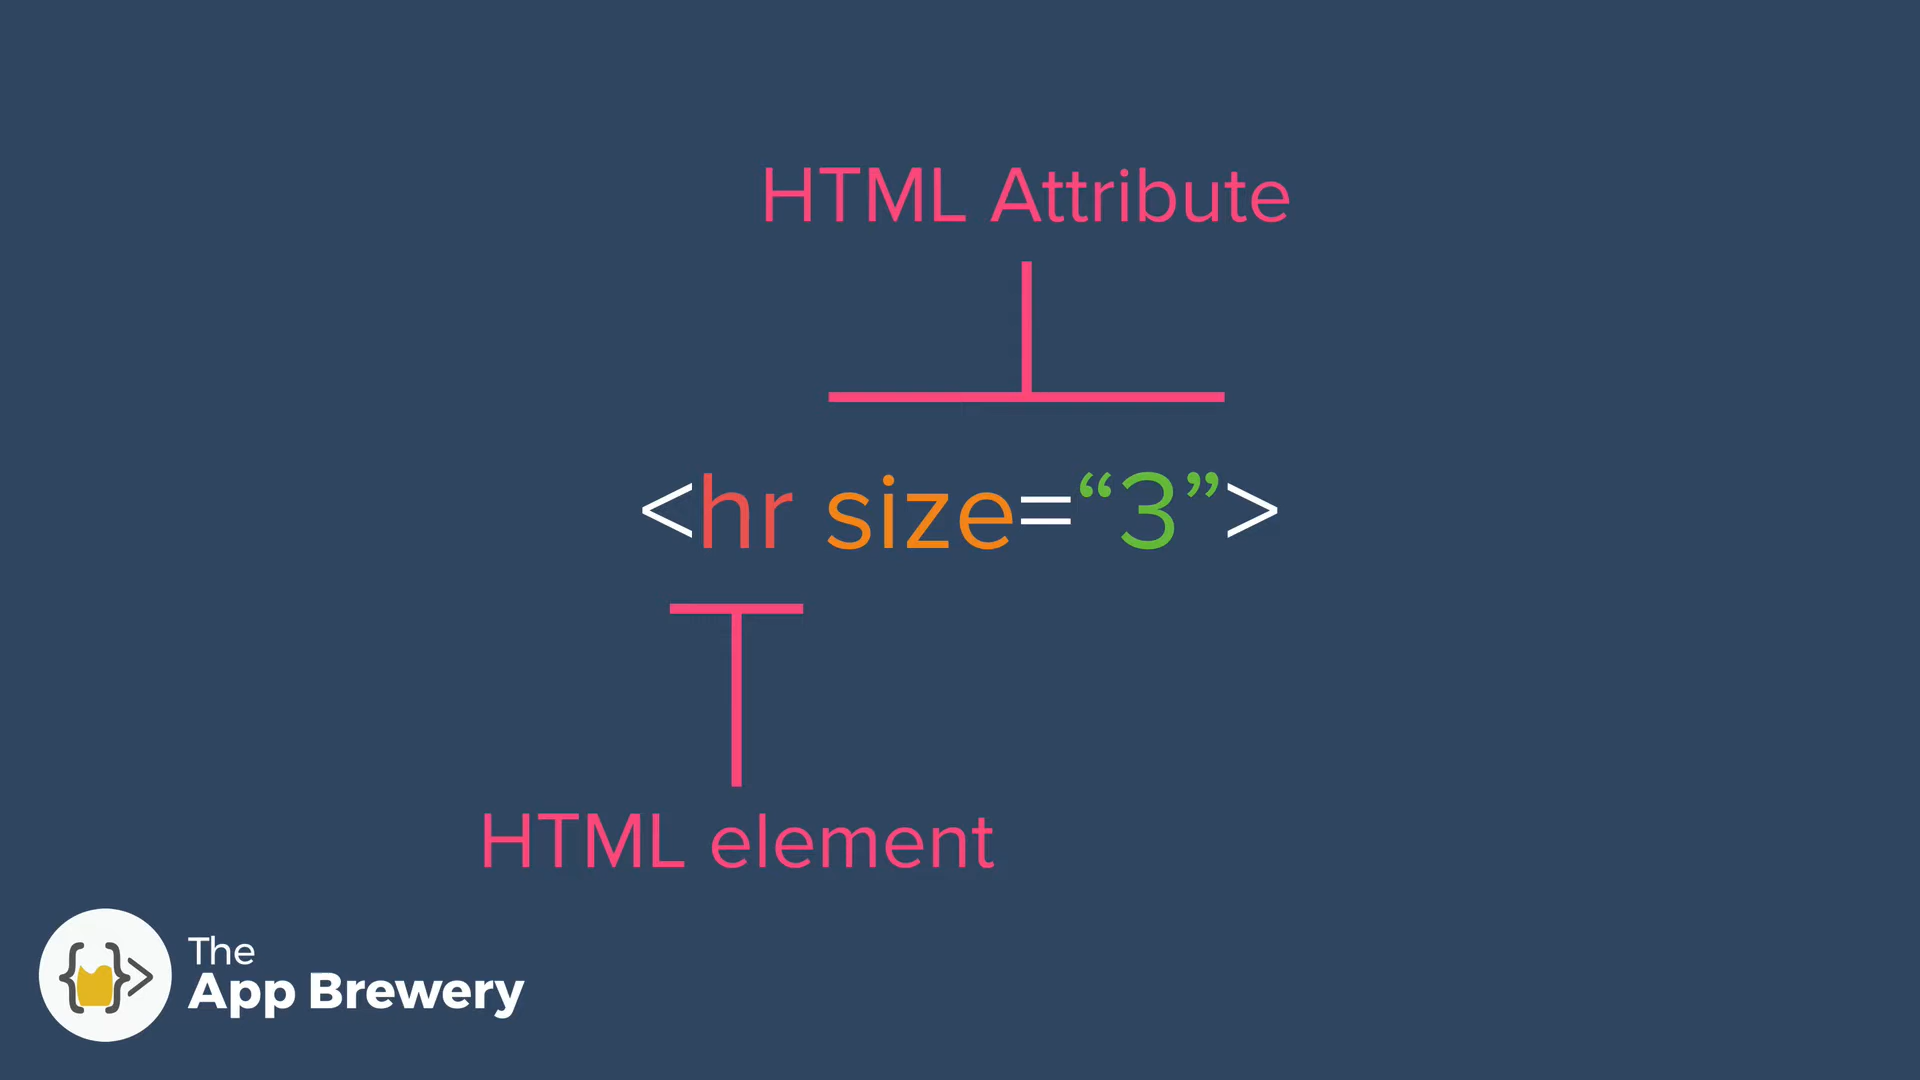 HTML Attribute
<hr size=“3”>
HTML element
The
App Brewery